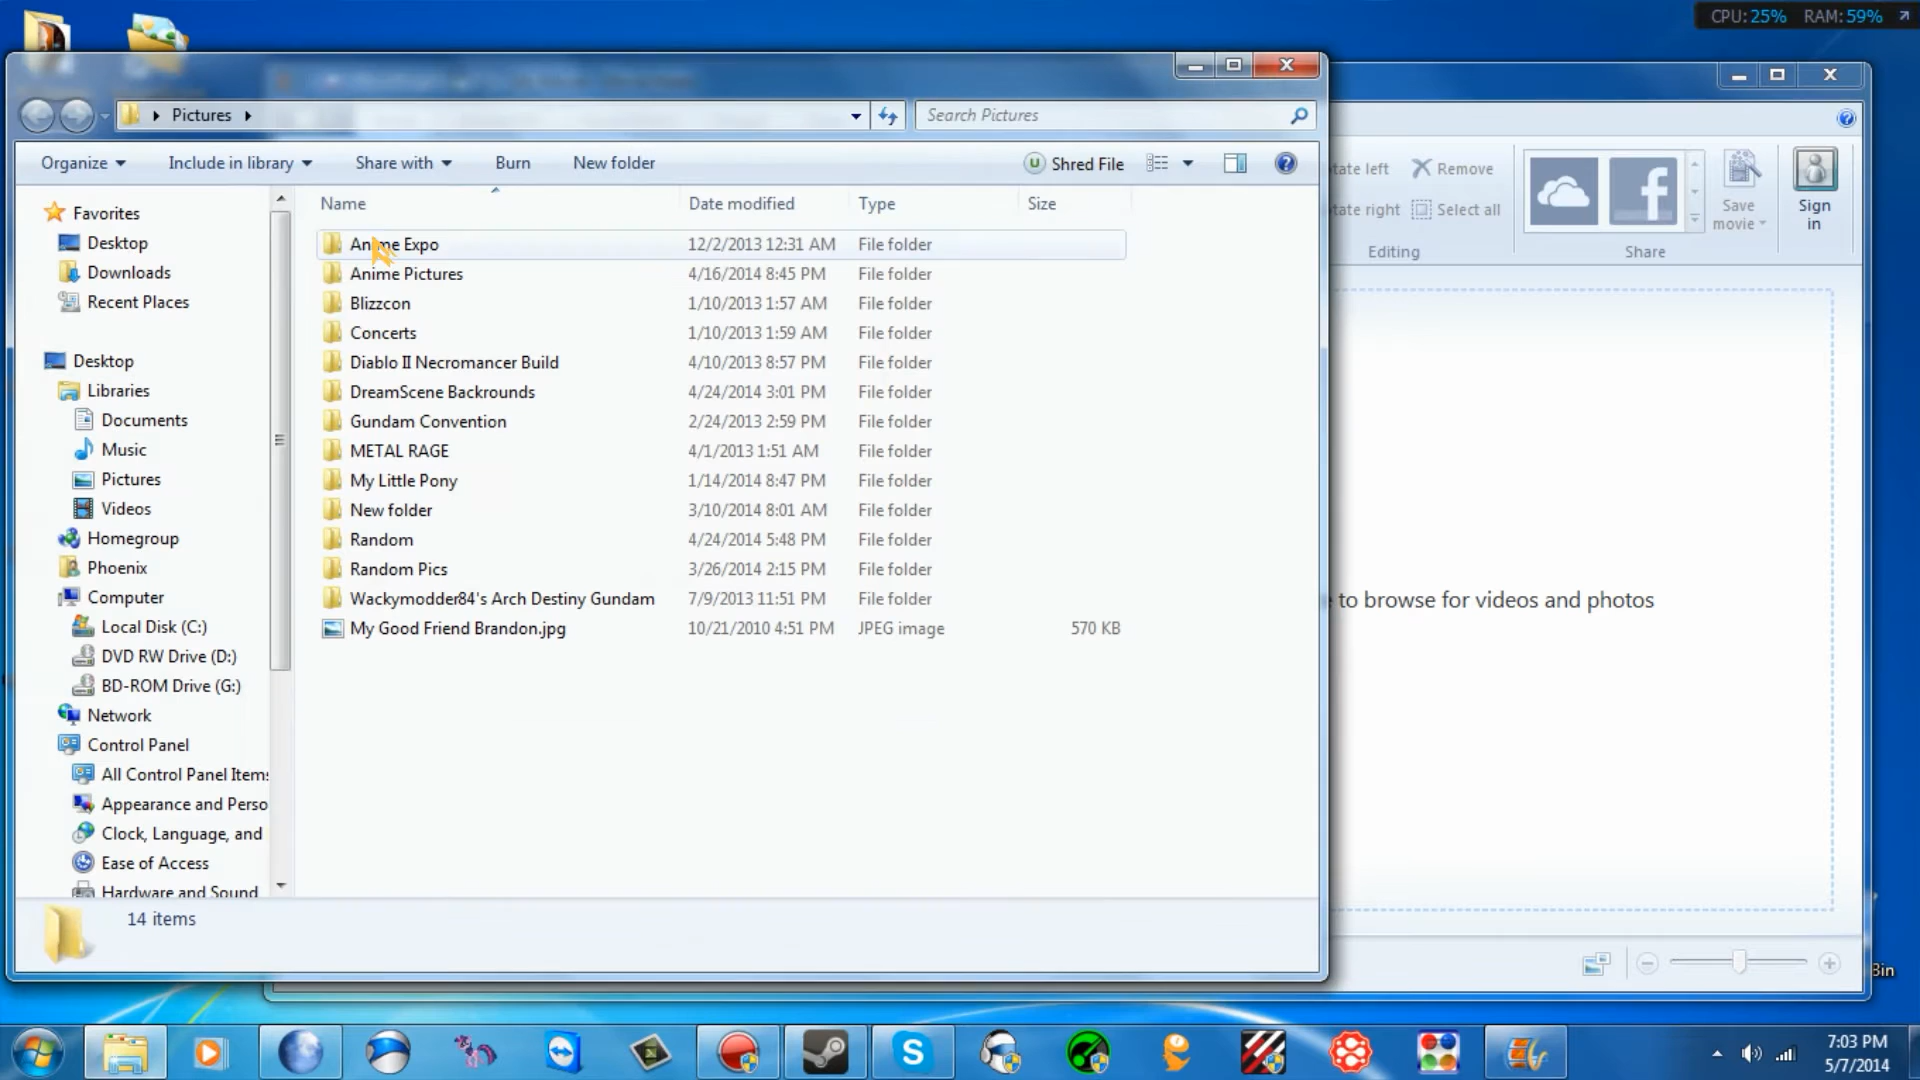 CPU: 25% RAM: 59%
Pictures
Search Pictures
Organize Include in library Share with Burn New folder Shred File
Name Date modified Type Size
Anime Expo 12/2/2013 12:31 AM File folder
Anime Pictures 4/16/2014 8:45 PM File folder
Blizzcon 1/10/2013 1:57 AM File folder
Concerts 1/10/2013 1:59 AM File folder
Diablo II Necromancer Build 4/10/2013 8:57 PM File folder
DreamScene Backrounds 4/24/2014 3:01 PM File folder
Gundam Convention 2/24/2013 2:59 PM File folder
METAL RAGE 4/1/2013 1:51 AM File folder
My Little Pony 1/14/2014 8:47 PM File folder
New folder 3/10/2014 8:01 AM File folder
Random 4/24/2014 5:48 PM File folder
Random Pics 3/26/2014 2:15 PM File folder
Wackymodder84's Arch Destiny Gundam 7/9/2013 11:51 PM File folder
My Good Friend Brandon.jpg 10/21/2010 4:51 PM JPEG image 570 KB
Favorites
Desktop
Downloads
Recent Places
Desktop
Libraries
Documents
Music
Pictures
Videos
Homegroup
Phoenix
Computer
Local Disk (C:)
DVD RW Drive (D:)
BD-ROM Drive (G:)
Network
Control Panel
All Control Panel Items
Appearance and Perso
Clock, Language, and
Ease of Access
Hardware and Sound
14 items
tate left Remove
tate right Select all
Editing
Save
movie
Share
Sign
in
e to browse for videos and photos
Bin
7:03 PM
5/7/2014